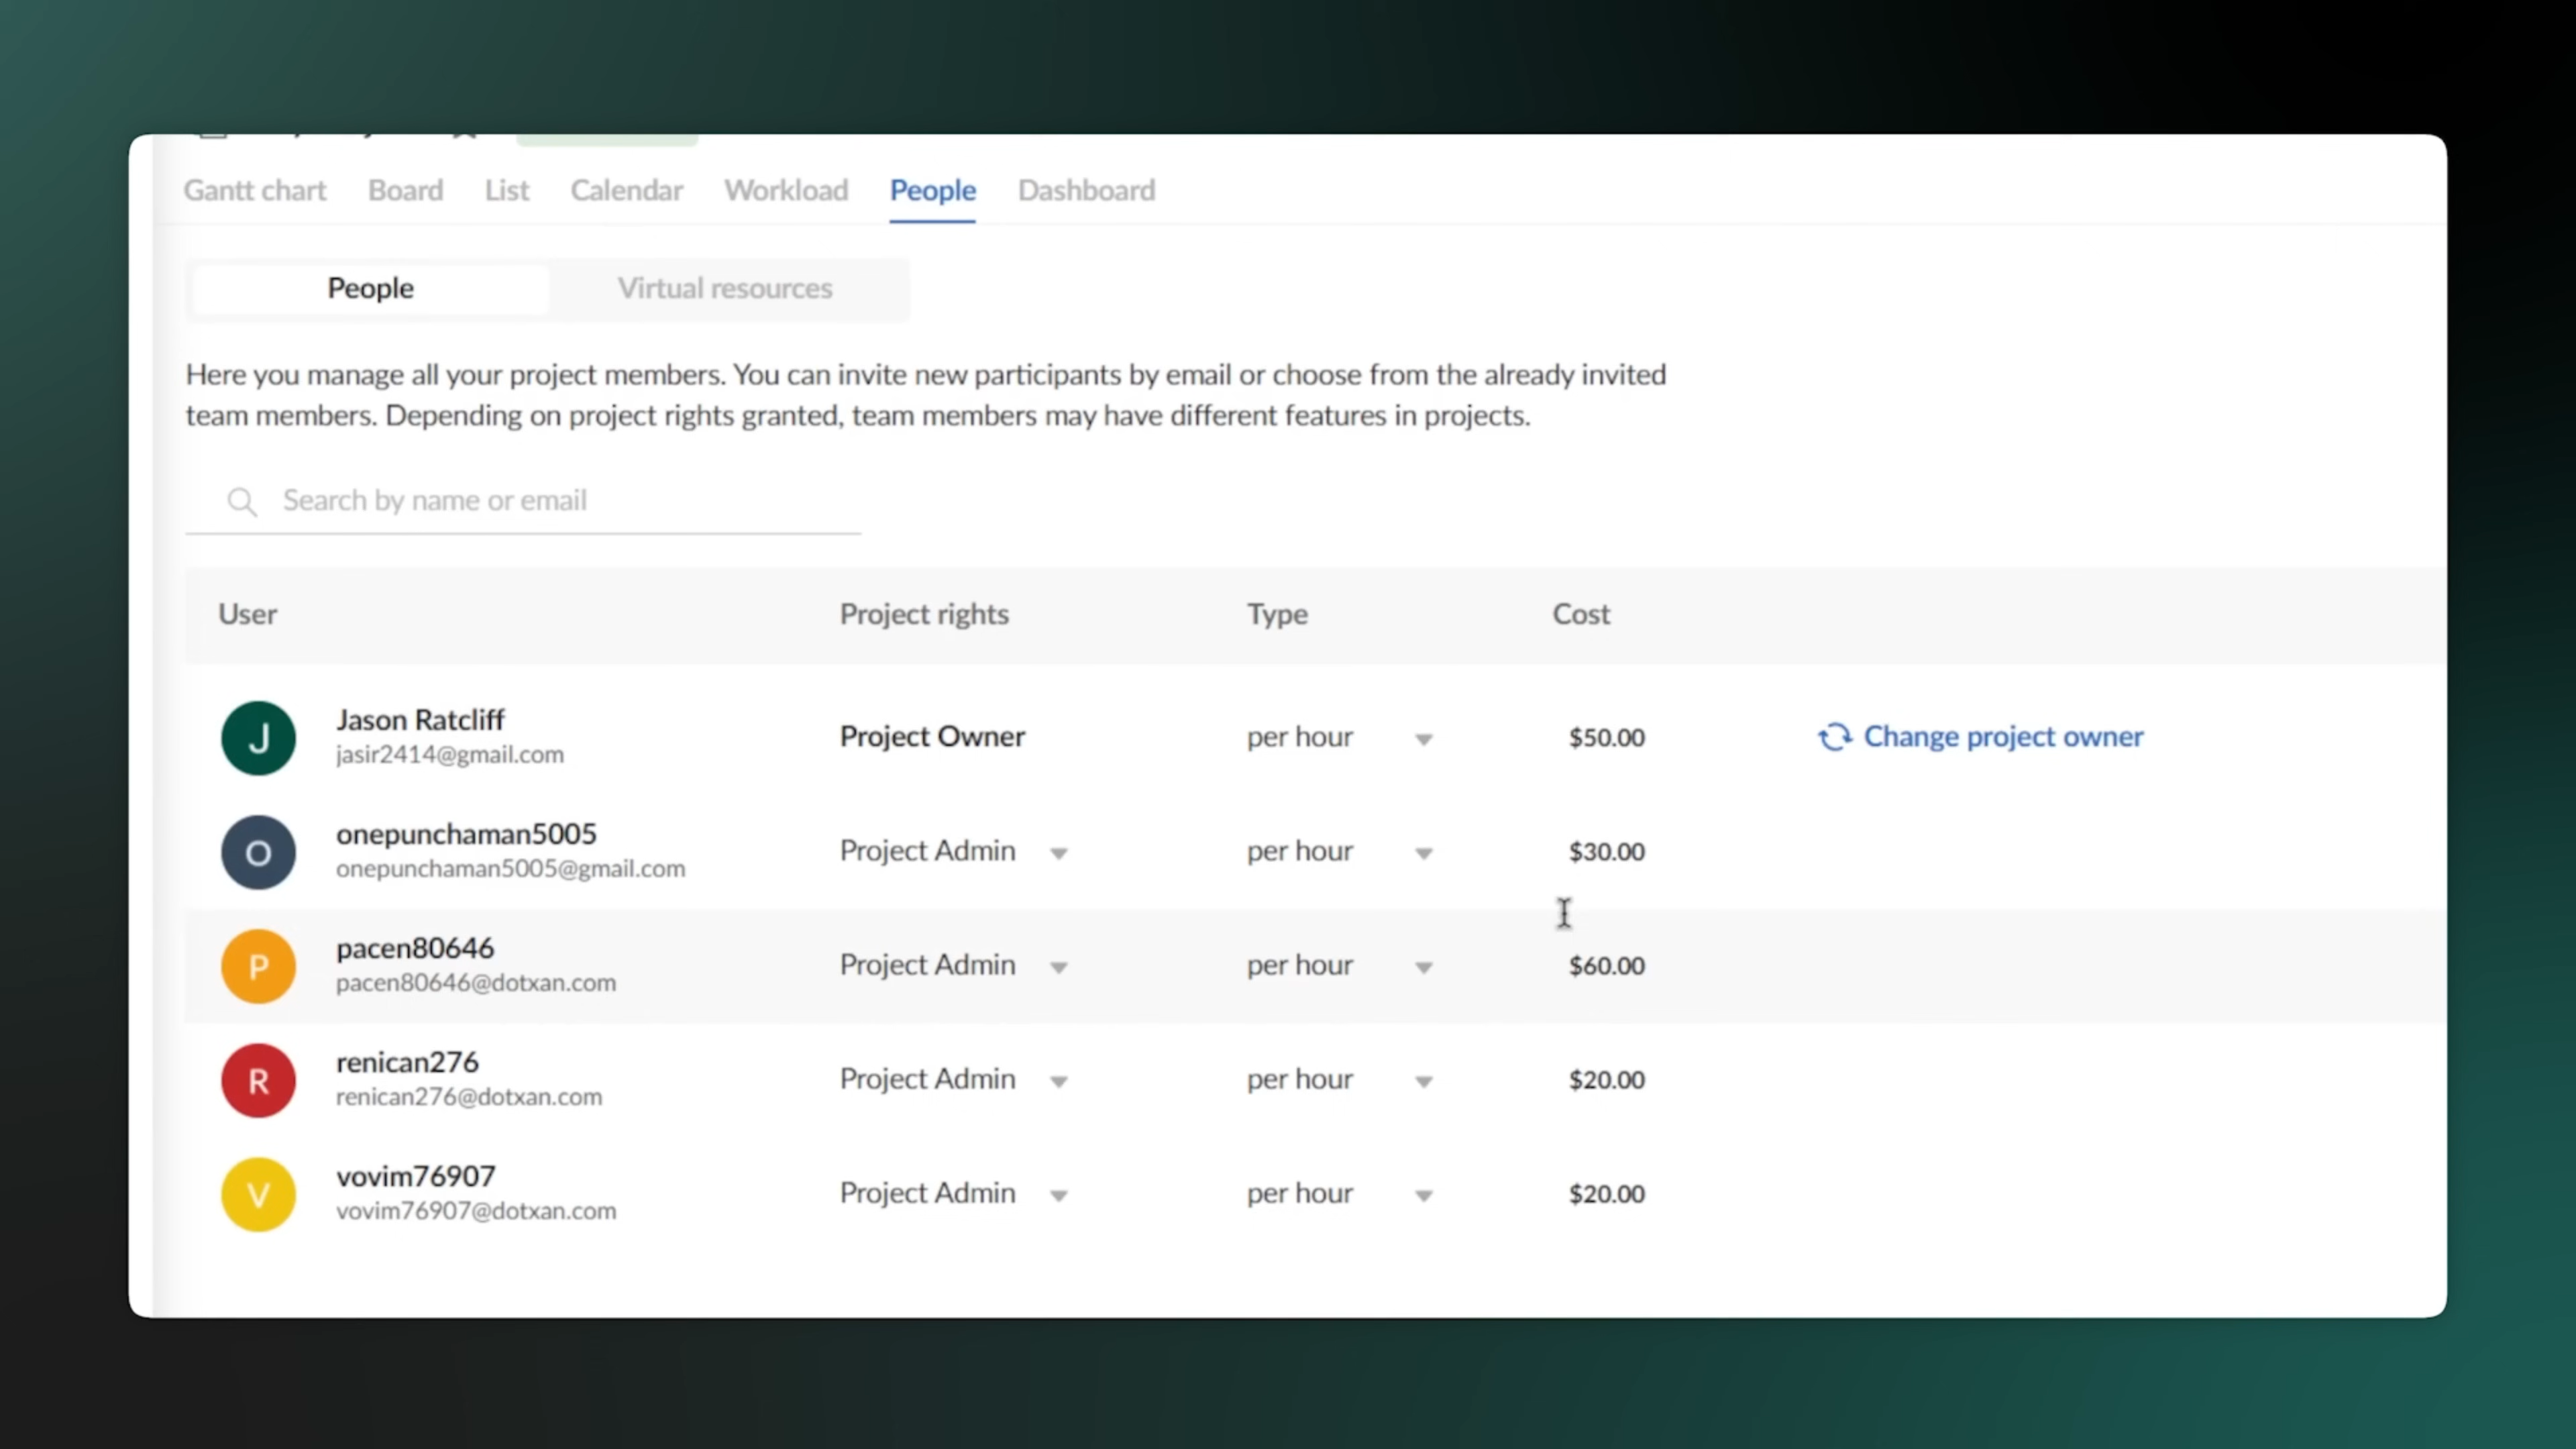 Gantt chart Board List Calendar Workload People Dashboard
People Virtual resources
Here you manage all your project members. You can invite new participants by email or choose from the already invited
team members. Depending on project rights granted, team members may have different features in projects.
Search by name or email
User Project rights Type Cost
J Jason Ratcliff Project Owner per hour $50.00 Change project owner
jasir2414@gmail.com
O onepunchaman5005 Project Admin per hour $30.00
onepunchaman5005@gmail.com
P pacen80646 Project Admin per hour $60.00
pacen80646@dotxan.com
R renican276 Project Admin per hour $20.00
renican276@dotxan.com
V vovim76907 Project Admin per hour $20.00
vovim76907@dotxan.com